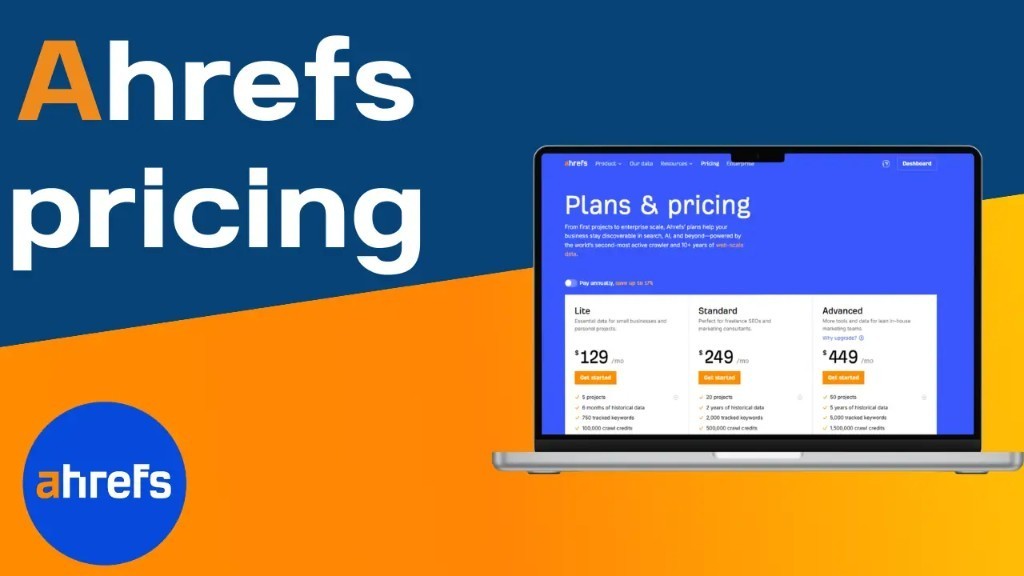 Ahrefs
pricing
ahrefs
ahrefs Product Our data Resources Pricing Enterprise Dashboard
Plans & pricing
From first projects to enterprise scale, Ahrefs' plans help your
business stay discoverable in search, AI, and beyond—powered by
the world's second-most active crawler and 10+ years of web-scale
data.
Pay annually, save up to 17%
Lite
Essential data for small businesses and
personal projects.
$129 /mo
Get started
5 projects
6 months of historical data
750 tracked keywords
100,000 crawl credits
Standard
Perfect for freelance SEOs and
marketing consultants.
$249 /mo
Get started
20 projects
2 years of historical data
2,000 tracked keywords
500,000 crawl credits
Advanced
More tools and data for lean in-house
marketing teams.
Why upgrade?
$449 /mo
Get started
50 projects
5 years of historical data
5,000 tracked keywords
1,500,000 crawl credits